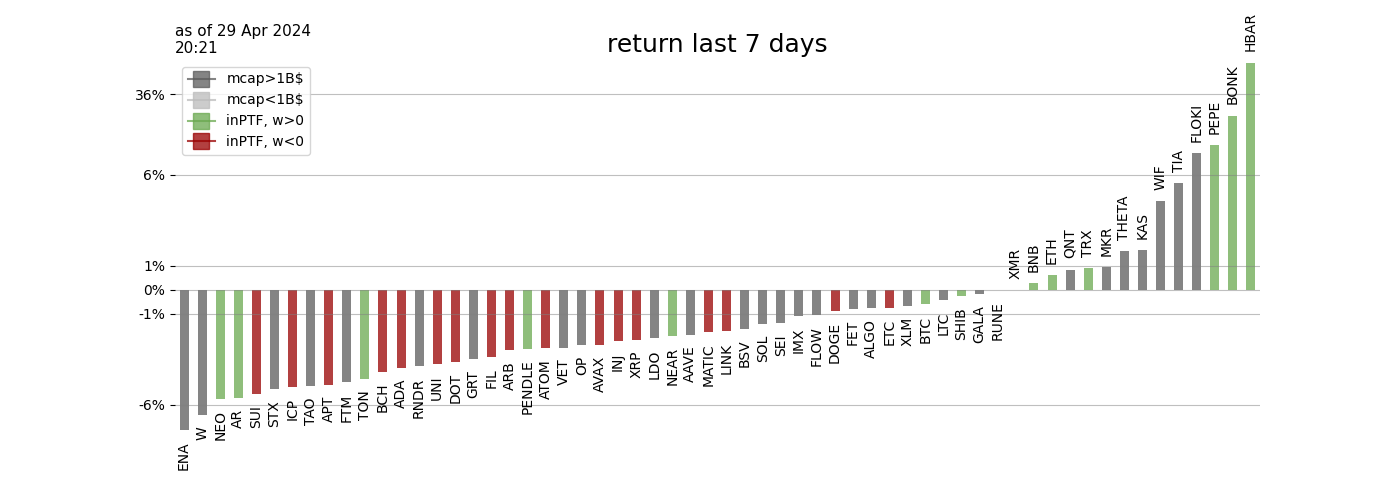 as of 29 Apr 2024
20:21
return last 7 days
mcap>1B$
mcap<1B$
inPTF, w>0
inPTF, w<0
36%
6%
1%
0%
-1%
-6%
ENA
W
NEO
AR
SUI
STX
ICP
TAO
APT
FTM
TON
BCH
ADA
RNDR
UNI
DOT
GRT
FIL
ARB
PENDLE
ATOM
VET
OP
AVAX
INJ
XRP
LDO
NEAR
AAVE
MATIC
LINK
BSV
SOL
SEI
IMX
FLOW
DOGE
FET
ALGO
ETC
XLM
BTC
LTC
SHIB
GALA
RUNE
XMR
BNB
ETH
QNT
TRX
MKR
THETA
KAS
WIF
TIA
FLOKI
PEPE
BONK
HBAR